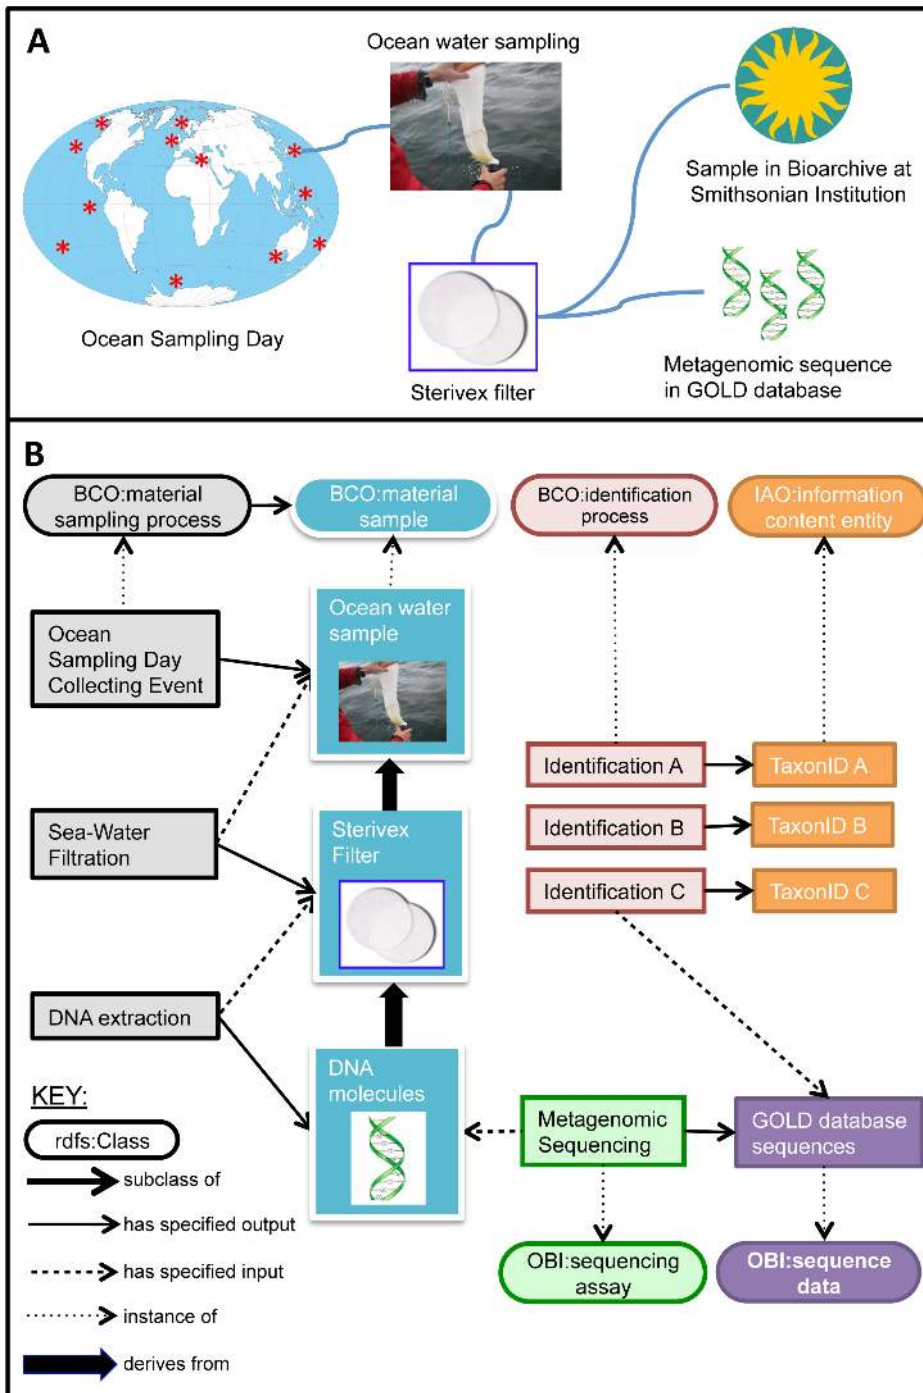 A
Ocean water sampling
Sample in Bioarchive at
Smithsonian Institution
Ocean Sampling Day
Sterivex filter
Metagenomic sequence
in GOLD database
B
BCO:material
sampling process
BCO:material
sample
BCO:identification
process
IAO:information
content entity
Ocean
Sampling Day
Collecting Event
Ocean water
sample
Identification A
TaxonID A
Sea-Water
Filtration
Sterivex
Filter
Identification B
TaxonID B
Identification C
TaxonID C
DNA extraction
DNA
molecules
Metagenomic
Sequencing
GOLD database
sequences
OBI:sequencing
assay
OBI:sequence
data
KEY:
rdfs:Class
subclass of
has specified output
has specified input
instance of
derives from